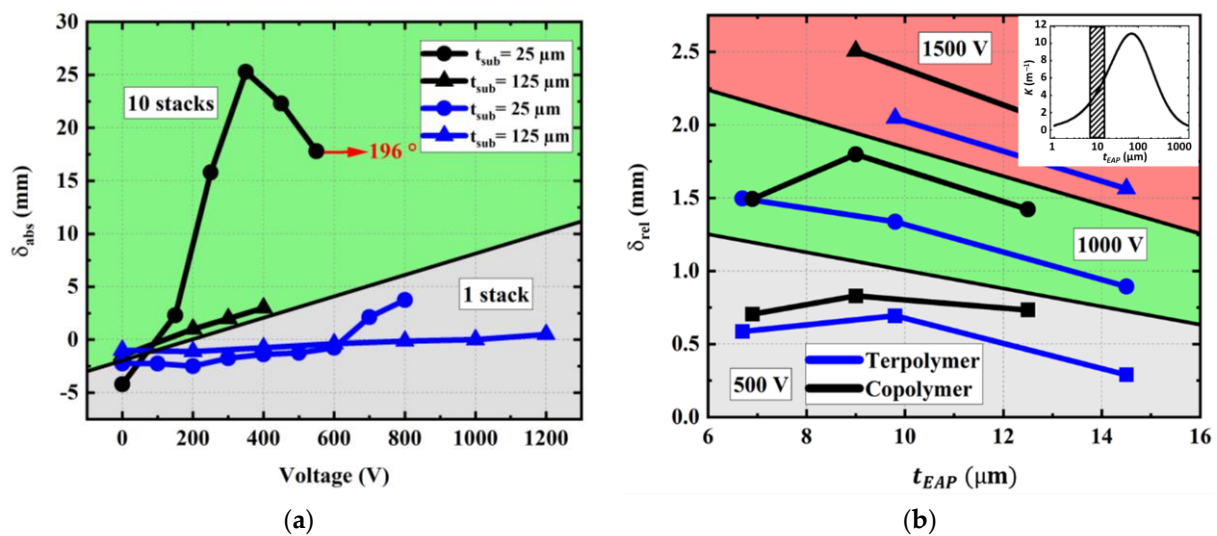 30
25
20
15
10
5
0
-5
δabs (mm)
10 stacks
tsub= 25 µm
tsub= 125 µm
tsub= 25 µm
tsub= 125 µm
196 °
1 stack
0 200 400 600 800 1000 1200
Voltage (V)
(a)
2.5
2.0
1.5
1.0
0.5
0.0
δrel (mm)
1500 V
12
10
8
6
4
2
0
K (m⁻¹)
1 10 100 1000
tEAP (µm)
1000 V
Terpolymer
Copolymer
500 V
6 8 10 12 14 16
tEAP (µm)
(b)